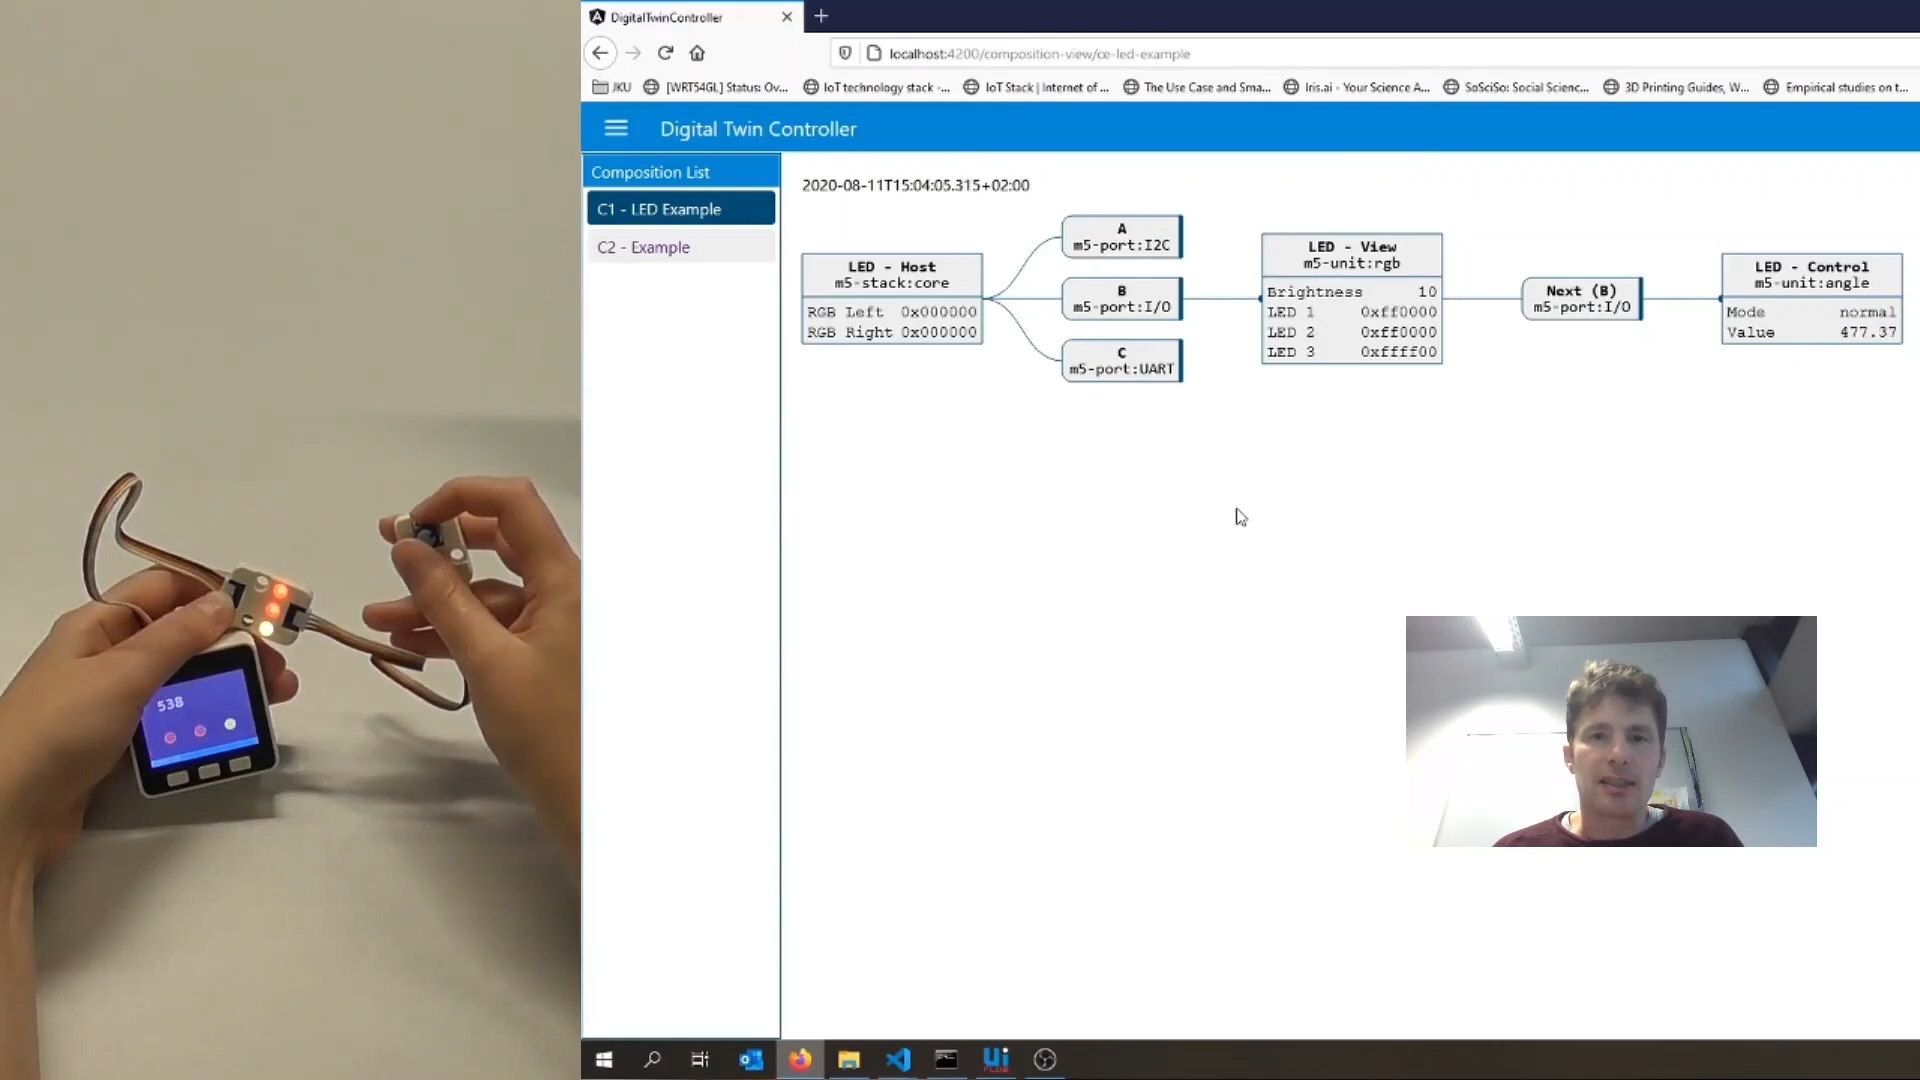 DigitalTwinController
localhost:4200/composition-view/ce-led-example
JKU
[WRT54GL] Status: Ov...
IoT technology stack -...
IoT Stack | Internet of ...
The Use Case and Sma...
Iris.ai - Your Science A...
SoSciSo: Social Scienc...
3D Printing Guides, W...
Empirical studies on t...
Digital Twin Controller
Composition List
C1 - LED Example
C2 - Example
2020-08-11T15:04:05.315+02:00
LED - Host
m5-stack:core
RGB Left 0x000000
RGB Right 0x000000
A
m5-port:I2C
B
m5-port:I/O
C
m5-port:UART
LED - View
m5-unit:rgb
Brightness 10
LED 1 0xff0000
LED 2 0xff0000
LED 3 0xffff00
Next (B)
m5-port:I/O
LED - Control
m5-unit:angle
Mode normal
Value 477.37
538
Ui
FLOW